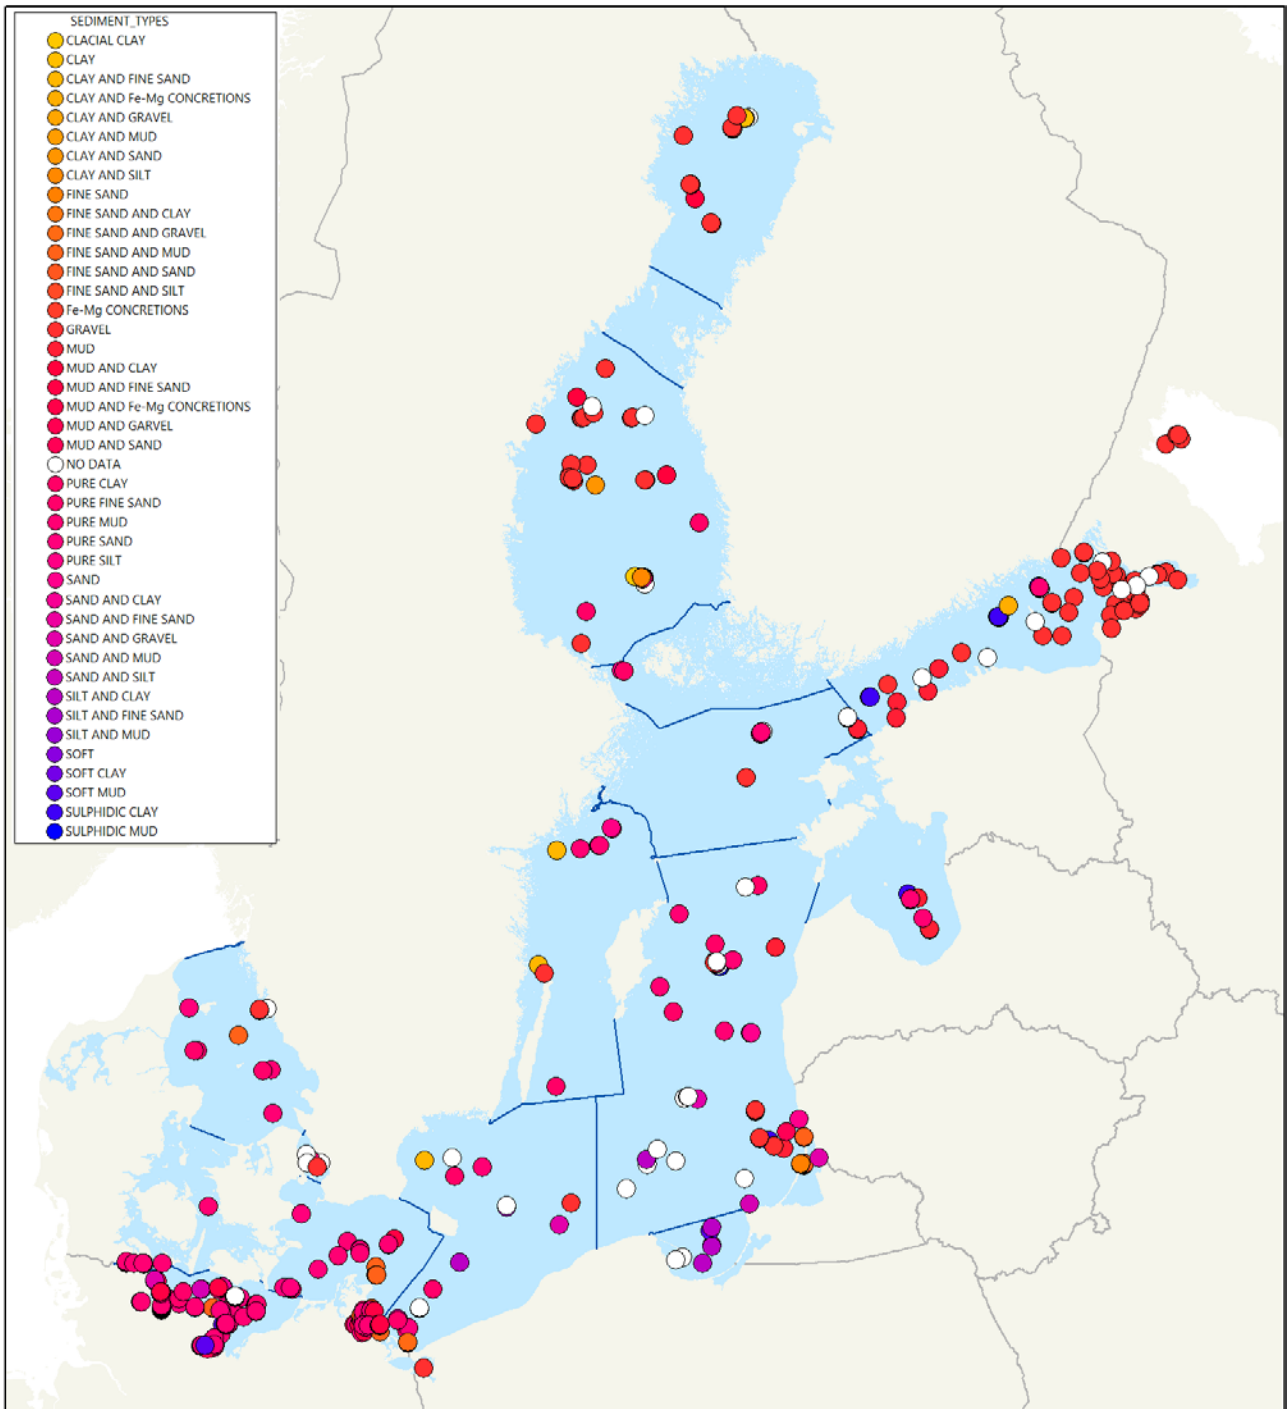 SEDIMENT_TYPES
CLACIAL CLAY
CLAY
CLAY AND FINE SAND
CLAY AND Fe-Mg CONCRETIONS
CLAY AND GRAVEL
CLAY AND MUD
CLAY AND SAND
CLAY AND SILT
FINE SAND
FINE SAND AND CLAY
FINE SAND AND GRAVEL
FINE SAND AND MUD
FINE SAND AND SAND
FINE SAND AND SILT
Fe-Mg CONCRETIONS
GRAVEL
MUD
MUD AND CLAY
MUD AND FINE SAND
MUD AND Fe-Mg CONCRETIONS
MUD AND GARVEL
MUD AND SAND
NO DATA
PURE CLAY
PURE FINE SAND
PURE MUD
PURE SAND
PURE SILT
SAND
SAND AND CLAY
SAND AND FINE SAND
SAND AND GRAVEL
SAND AND MUD
SAND AND SILT
SILT AND CLAY
SILT AND FINE SAND
SILT AND MUD
SOFT
SOFT CLAY
SOFT MUD
SULPHIDIC CLAY
SULPHIDIC MUD